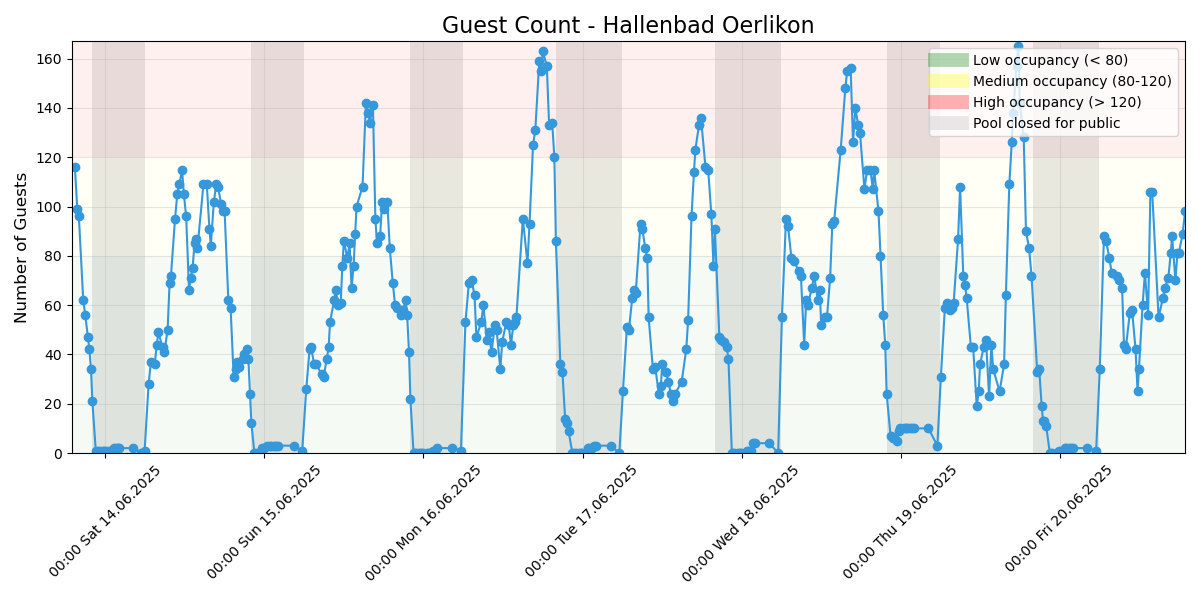 Guest Count - Hallenbad Oerlikon
Number of Guests
160
140
120
100
80
60
40
20
0
Low occupancy (< 80)
Medium occupancy (80-120)
High occupancy (> 120)
Pool closed for public
00:00 Sat 14.06.2025
00:00 Sun 15.06.2025
00:00 Mon 16.06.2025
00:00 Tue 17.06.2025
00:00 Wed 18.06.2025
00:00 Thu 19.06.2025
00:00 Fri 20.06.2025